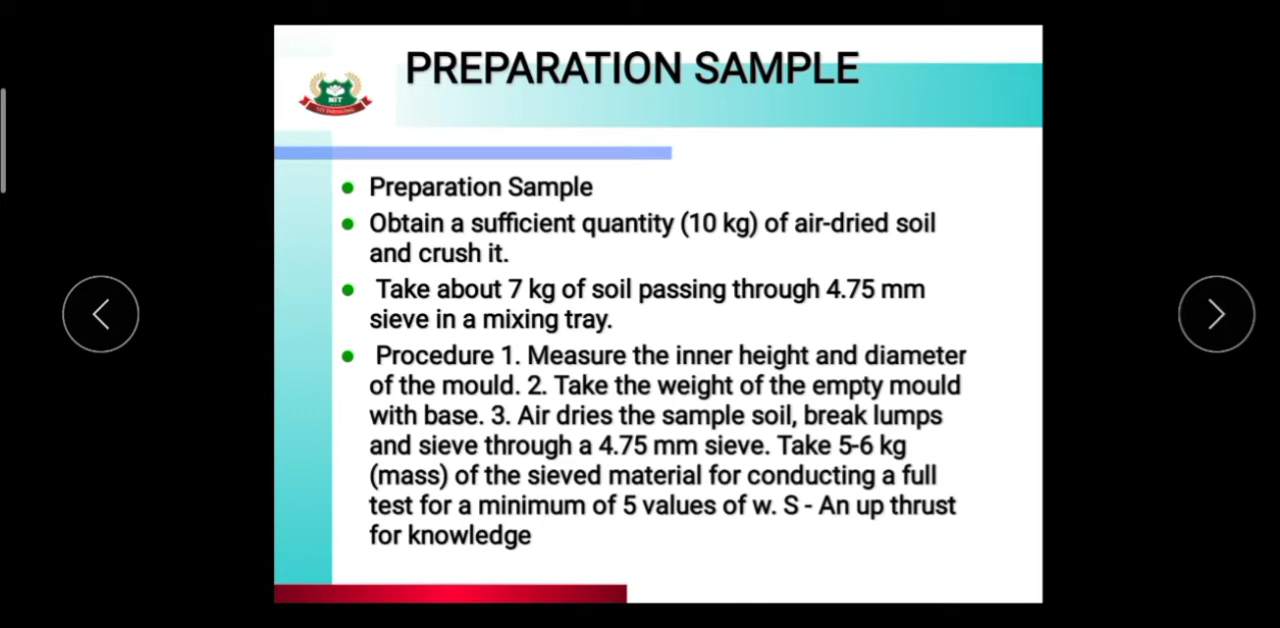 PREPARATION SAMPLE
NIT
Preparation Sample
Obtain a sufficient quantity (10 kg) of air-dried soil
and crush it.
Take about 7 kg of soil passing through 4.75 mm
sieve in a mixing tray.
Procedure 1. Measure the inner height and diameter
of the mould. 2. Take the weight of the empty mould
with base. 3. Air dries the sample soil, break lumps
and sieve through a 4.75 mm sieve. Take 5-6 kg
(mass) of the sieved material for conducting a full
test for a minimum of 5 values of w. S - An up thrust
for knowledge